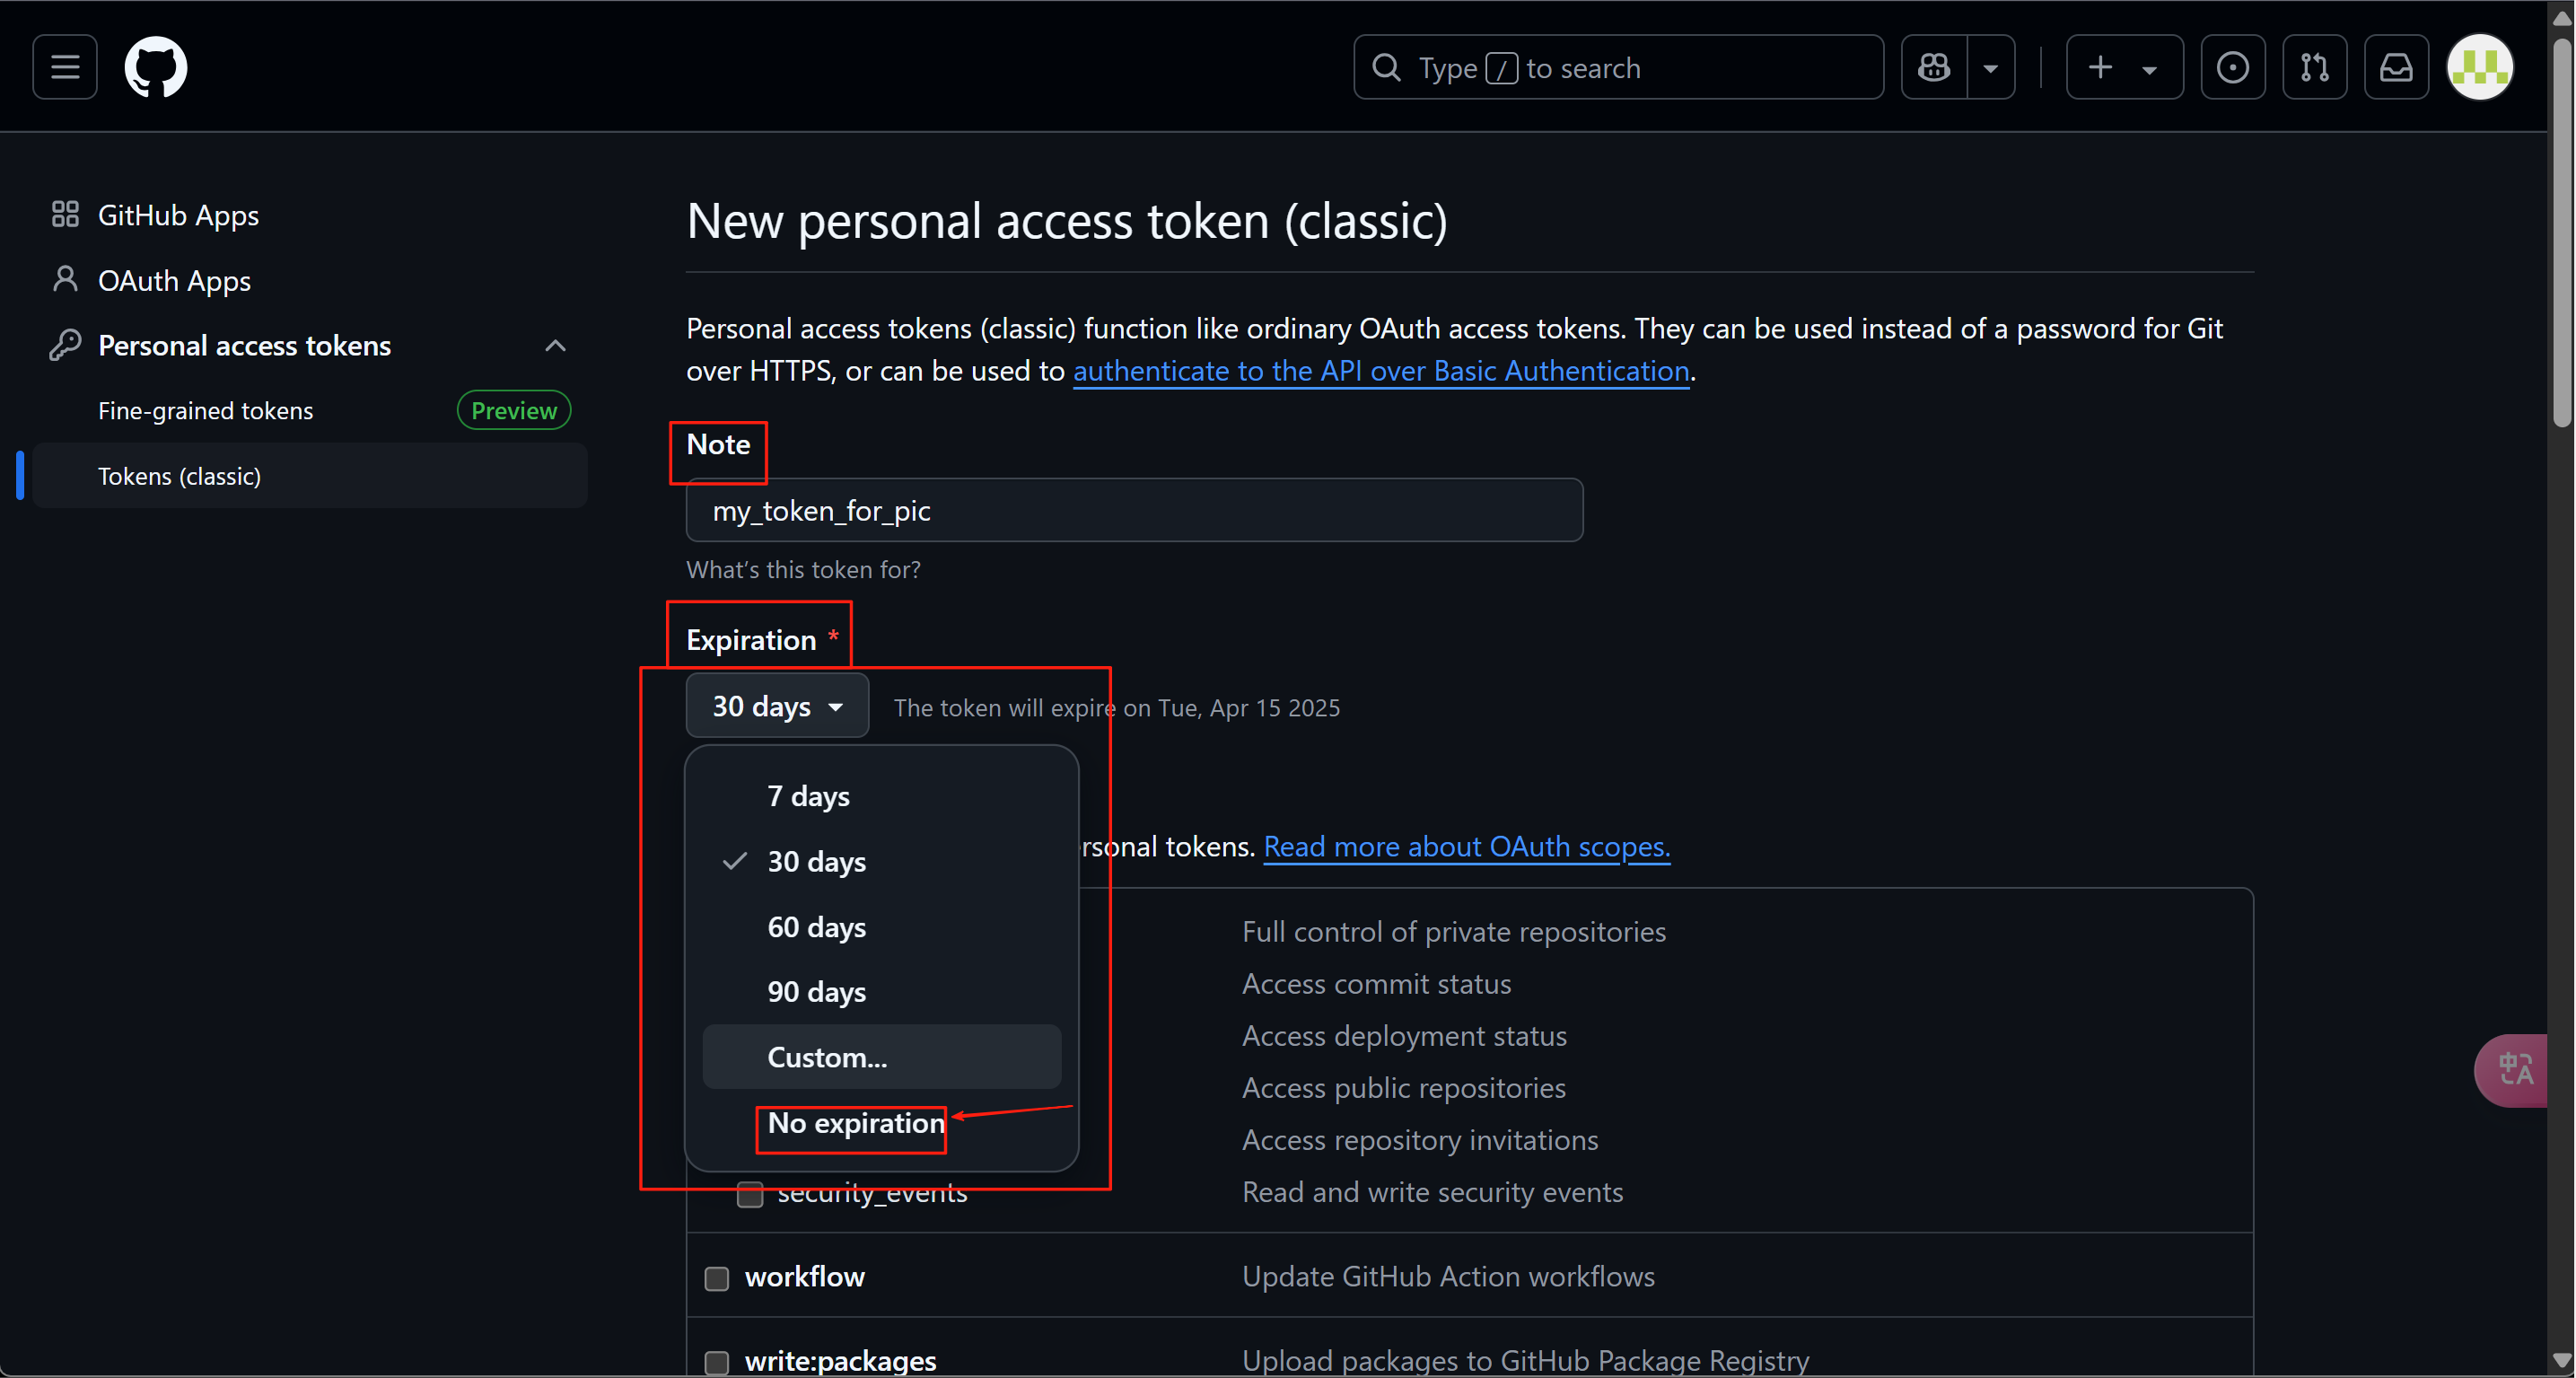 Type / to search
GitHub Apps
OAuth Apps
Personal access tokens
Fine-grained tokens Preview
Tokens (classic)
New personal access token (classic)
Personal access tokens (classic) function like ordinary OAuth access tokens. They can be used instead of a password for Git
over HTTPS, or can be used to authenticate to the API over Basic Authentication.
Note
my_token_for_pic
What's this token for?
Expiration *
30 days The token will expire on Tue, Apr 15 2025
7 days
30 days
60 days
90 days
Custom...
No expiration
tokens. Read more about OAuth scopes.
Full control of private repositories
Access commit status
Access deployment status
Access public repositories
Access repository invitations
security_events Read and write security events
workflow Update GitHub Action workflows
write:packages Upload packages to GitHub Package Registry
中A